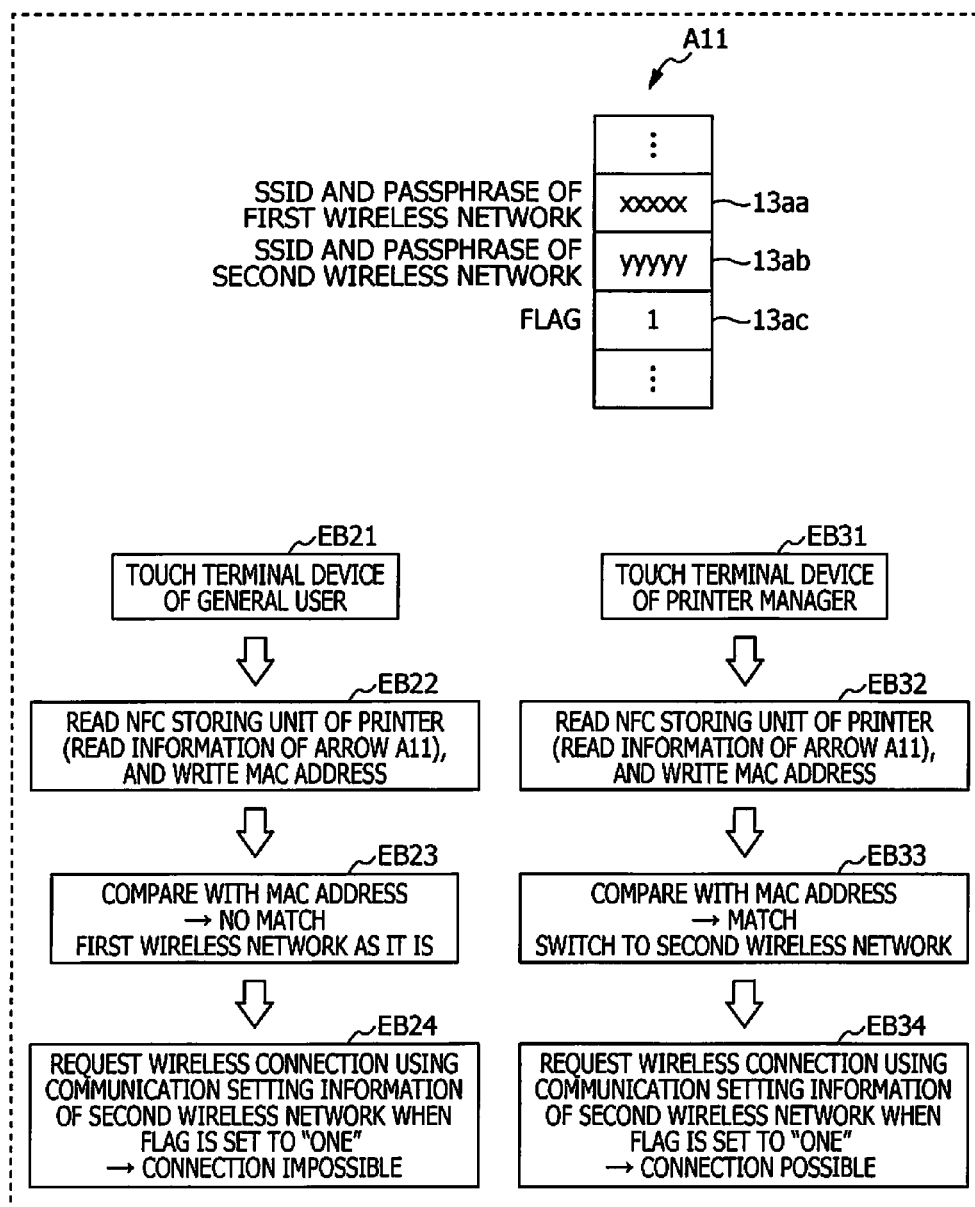 A11
⋮
SSID AND PASSPHRASE OF
FIRST WIRELESS NETWORK
xxxxx
13aa
SSID AND PASSPHRASE OF
SECOND WIRELESS NETWORK
yyyyy
13ab
FLAG
1
13ac
⋮
EB21
TOUCH TERMINAL DEVICE
OF GENERAL USER
EB22
READ NFC STORING UNIT OF PRINTER
(READ INFORMATION OF ARROW A11),
AND WRITE MAC ADDRESS
EB23
COMPARE WITH MAC ADDRESS
→ NO MATCH
FIRST WIRELESS NETWORK AS IT IS
EB24
REQUEST WIRELESS CONNECTION USING
COMMUNICATION SETTING INFORMATION
OF SECOND WIRELESS NETWORK WHEN
FLAG IS SET TO “ONE”
→ CONNECTION IMPOSSIBLE
EB31
TOUCH TERMINAL DEVICE
OF PRINTER MANAGER
EB32
READ NFC STORING UNIT OF PRINTER
(READ INFORMATION OF ARROW A11),
AND WRITE MAC ADDRESS
EB33
COMPARE WITH MAC ADDRESS
→ MATCH
SWITCH TO SECOND WIRELESS NETWORK
EB34
REQUEST WIRELESS CONNECTION USING
COMMUNICATION SETTING INFORMATION
OF SECOND WIRELESS NETWORK WHEN
FLAG IS SET TO “ONE”
→ CONNECTION POSSIBLE